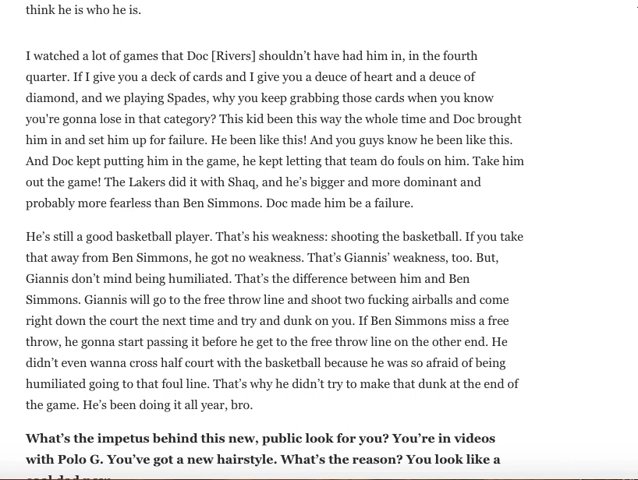 think he is who he is.
I watched a lot of games that Doc [Rivers] shouldn't have had him in, in the fourth
quarter. If I give you a deck of cards and I give you a deuce of heart and a deuce of
diamond, and we playing Spades, why you keep grabbing those cards when you know
you're gonna lose in that category? This kid been this way the whole time and Doc brought
him in and set him up for failure. He been like this! And you guys know he been like this.
And Doc kept putting him in the game, he kept letting that team do fouls on him. Take him
out the game! The Lakers did it with Shaq, and he's bigger and more dominant and
probably more fearless than Ben Simmons. Doc made him be a failure.
He's still a good basketball player. That's his weakness: shooting the basketball. If you take
that away from Ben Simmons, he got no weakness. That's Giannis' weakness, too. But,
Giannis don't mind being humiliated. That's the difference between him and Ben
Simmons. Giannis will go to the free throw line and shoot two fucking airballs and come
right down the court the next time and try and dunk on you. If Ben Simmons miss a free
throw, he gonna start passing it before he get to the free throw line on the other end. He
didn't even wanna cross half court with the basketball because he was so afraid of being
humiliated going to that foul line. That's why he didn't try to make that dunk at the end of
the game. He's been doing it all year, bro.
What's the impetus behind this new, public look for you? You're in videos
with Polo G. You've got a new hairstyle. What's the reason? You look like a